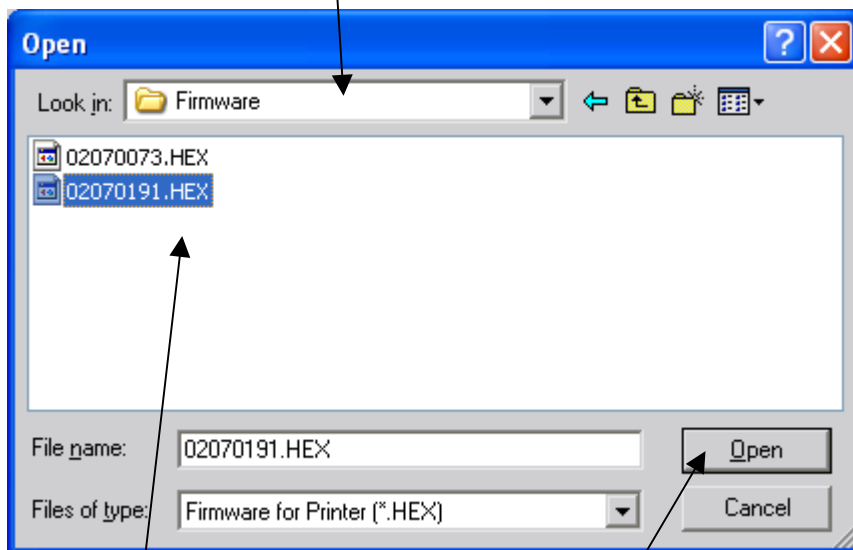 Open
Look in: Firmware
02070073.HEX
02070191.HEX
File name: 02070191.HEX Open
Files of type: Firmware for Printer (*.HEX) Cancel